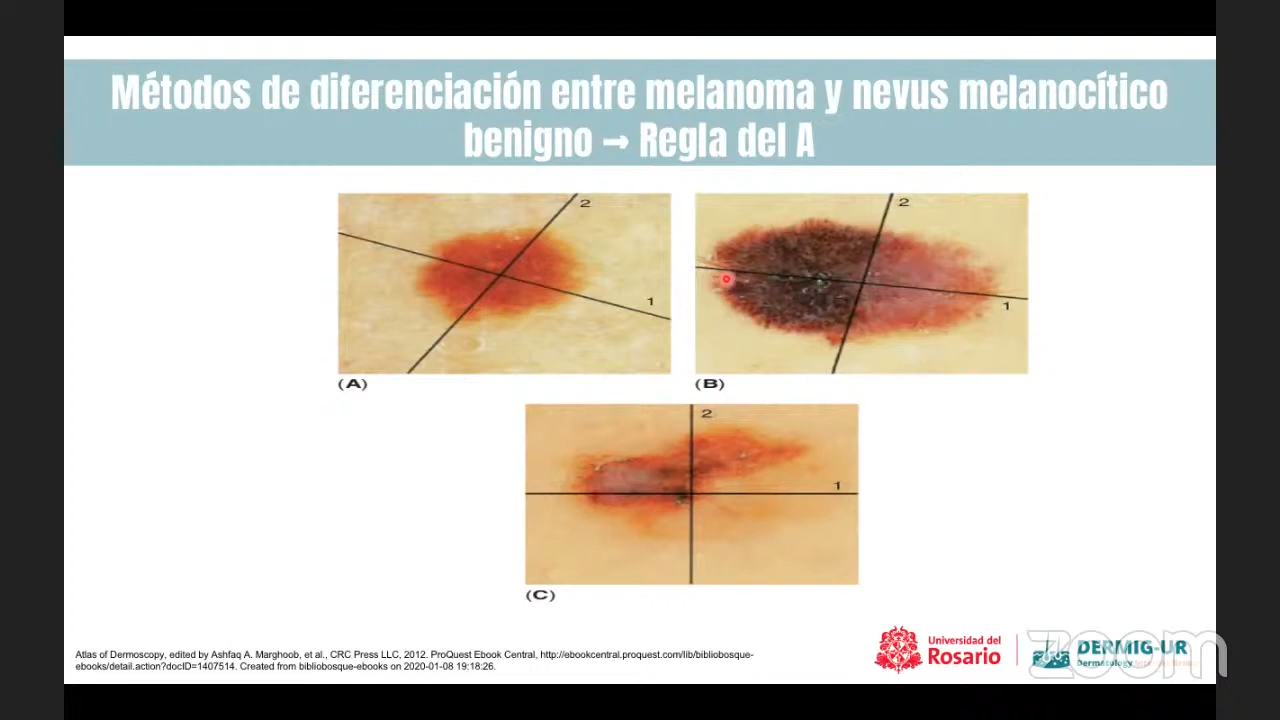 Métodos de diferenciación entre melanoma y nevus melanocítico
benigno → Regla del A
2
1
(A)
2
1
(B)
2
1
(C)
Atlas of Dermoscopy, edited by Ashfaq A. Marghoob, et al., CRC Press LLC, 2012. ProQuest Ebook Central, http://ebookcentral.proquest.com/lib/bibliobosque-
ebooks/detail.action?docID=1407514. Created from bibliobosque-ebooks on 2020-01-08 19:18:26.
Universidad del
Rosario
DERMIG-UR
Dermatology
zoom